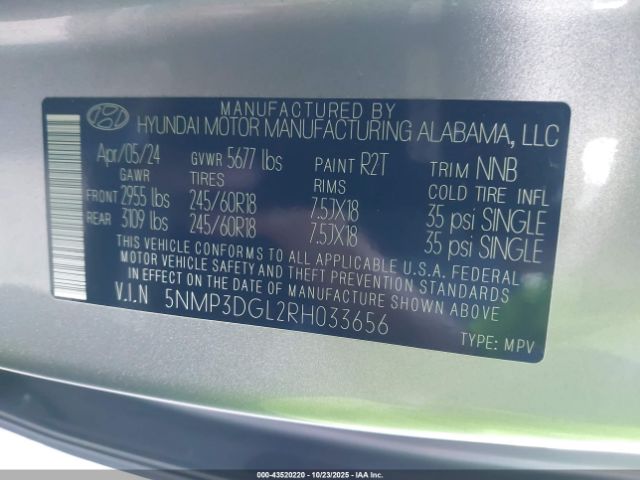 MANUFACTURED BY
HYUNDAI MOTOR MANUFACTURING ALABAMA, LLC
Apr/05/24 GVWR 5677 lbs PAINT R2T TRIM NNB
GAWR TIRES RIMS COLD TIRE INFL
FRONT 2955 lbs 245/60R18 7.5JX18 35 psi SINGLE
REAR 3109 lbs 245/60R18 7.5JX18 35 psi SINGLE
THIS VEHICLE CONFORMS TO ALL APPLICABLE U.S.A. FEDERAL
MOTOR VEHICLE SAFETY AND THEFT PREVENTION STANDARDS
IN EFFECT ON THE DATE OF MANUFACTURE SHOWN ABOVE
V.I.N 5NMP3DGL2RH033656
TYPE: MPV
000-43520220 - 10/23/2025 - © IAA Inc.